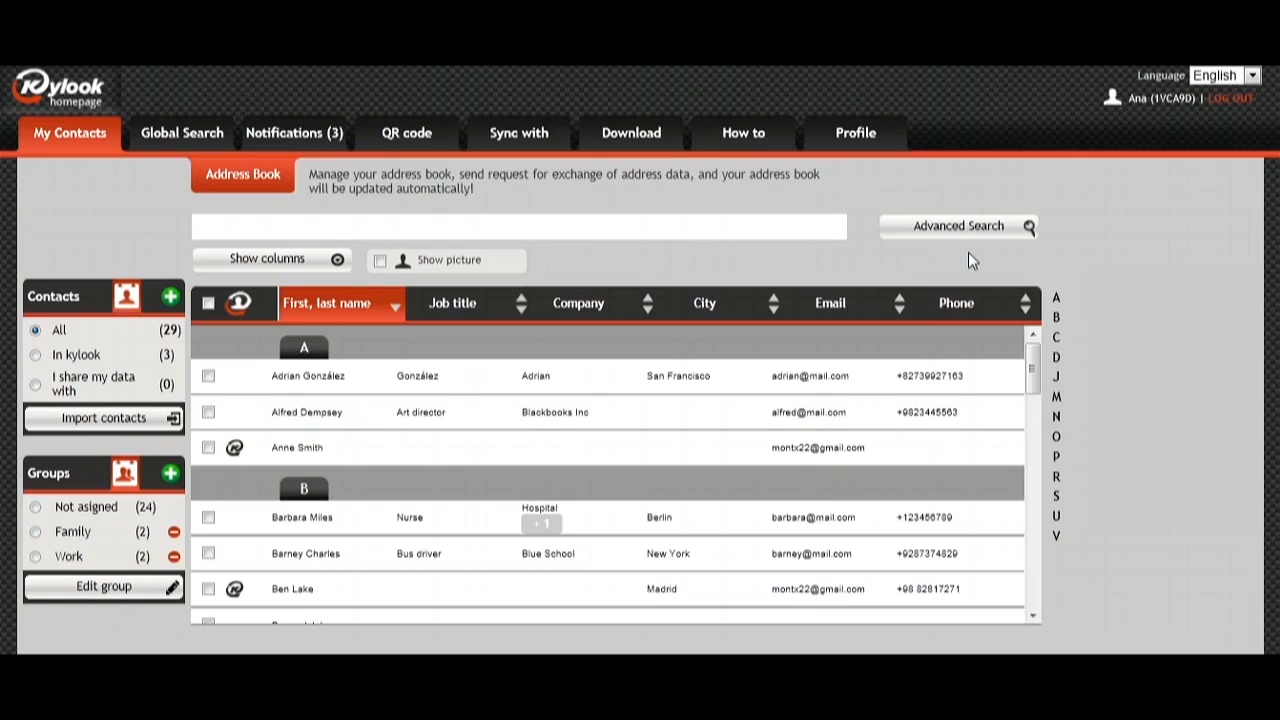 Kylook
homepage
Language English
Ana (1VCA9D) | LOG OUT
My Contacts Global Search Notifications (3) QR code Sync with Download How to Profile
Address Book
Manage your address book, send request for exchange of address data, and your address book
will be updated automatically!
Advanced Search
Show columns Show picture
Contacts
All (29)
In kylook (3)
I share my data
with (0)
Import contacts
Groups
Not asigned (24)
Family (2)
Work (2)
Edit group
First, last name Job title Company City Email Phone
A
Adrian González González Adrian San Francisco adrian@mail.com +82739927163
Alfred Dempsey Art director Blackbooks Inc alfred@mail.com +9823445563
Anne Smith montx22@gmail.com
B
Barbara Miles Nurse Hospital Berlin barbara@mail.com +123456789
+ 1
Barney Charles Bus driver Blue School New York barney@mail.com +9287374829
Ben Lake Madrid montx22@gmail.com +98 82817271
A
B
C
D
J
M
N
O
P
R
S
U
V